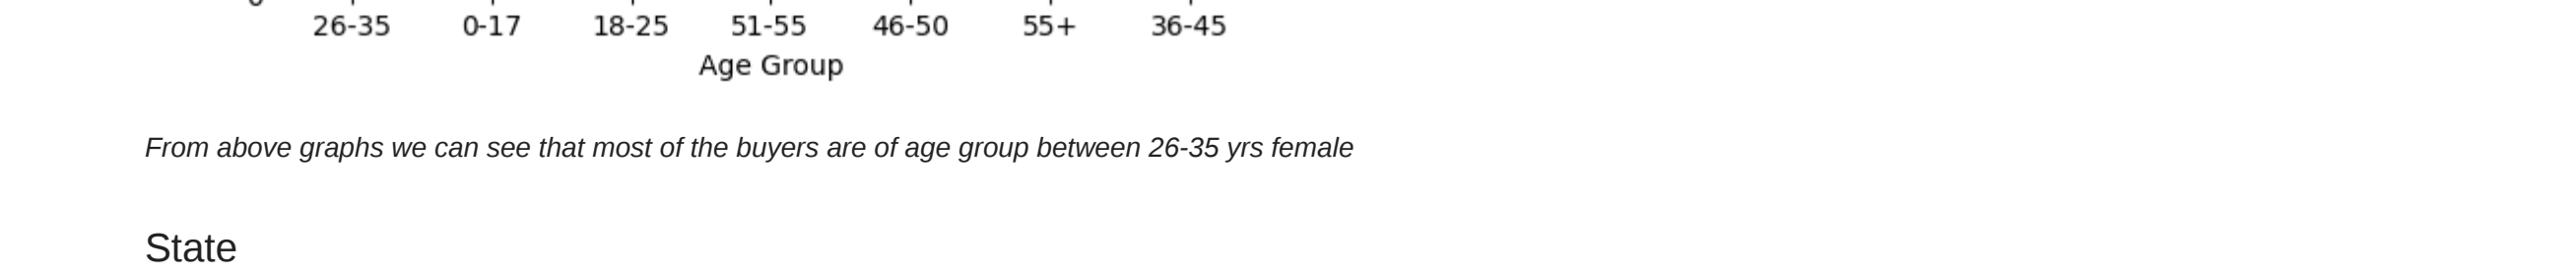 0
26-35 0-17 18-25 51-55 46-50 55+ 36-45
Age Group
From above graphs we can see that most of the buyers are of age group between 26-35 yrs female
State